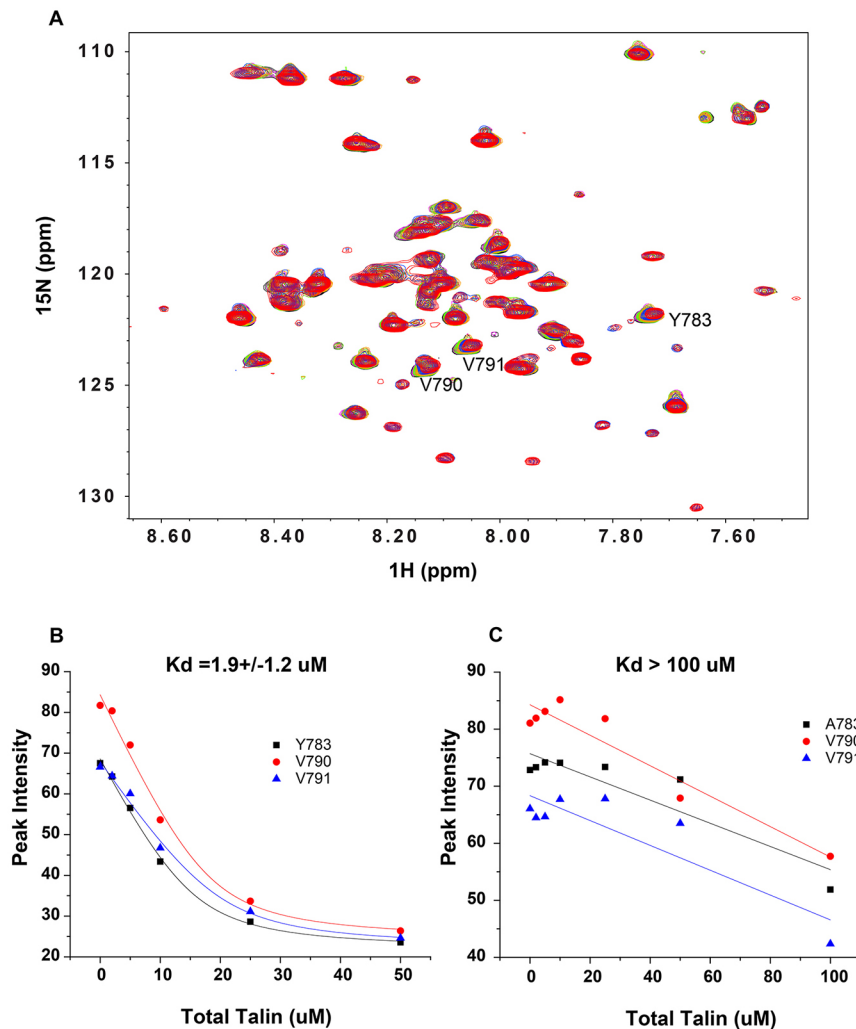 A
110
115
120
125
130
15N (ppm)
Y783
V791
V790
8.60 8.40 8.20 8.00 7.80 7.60
1H (ppm)
B
Kd =1.9+/-1.2 uM
90
80
70
60
50
40
30
20
Peak Intensity
Y783
V790
V791
0 10 20 30 40 50
Total Talin (uM)
C
Kd > 100 uM
90
80
70
60
50
40
Peak Intensity
A783
V790
V791
0 20 40 60 80 100
Total Talin (uM)